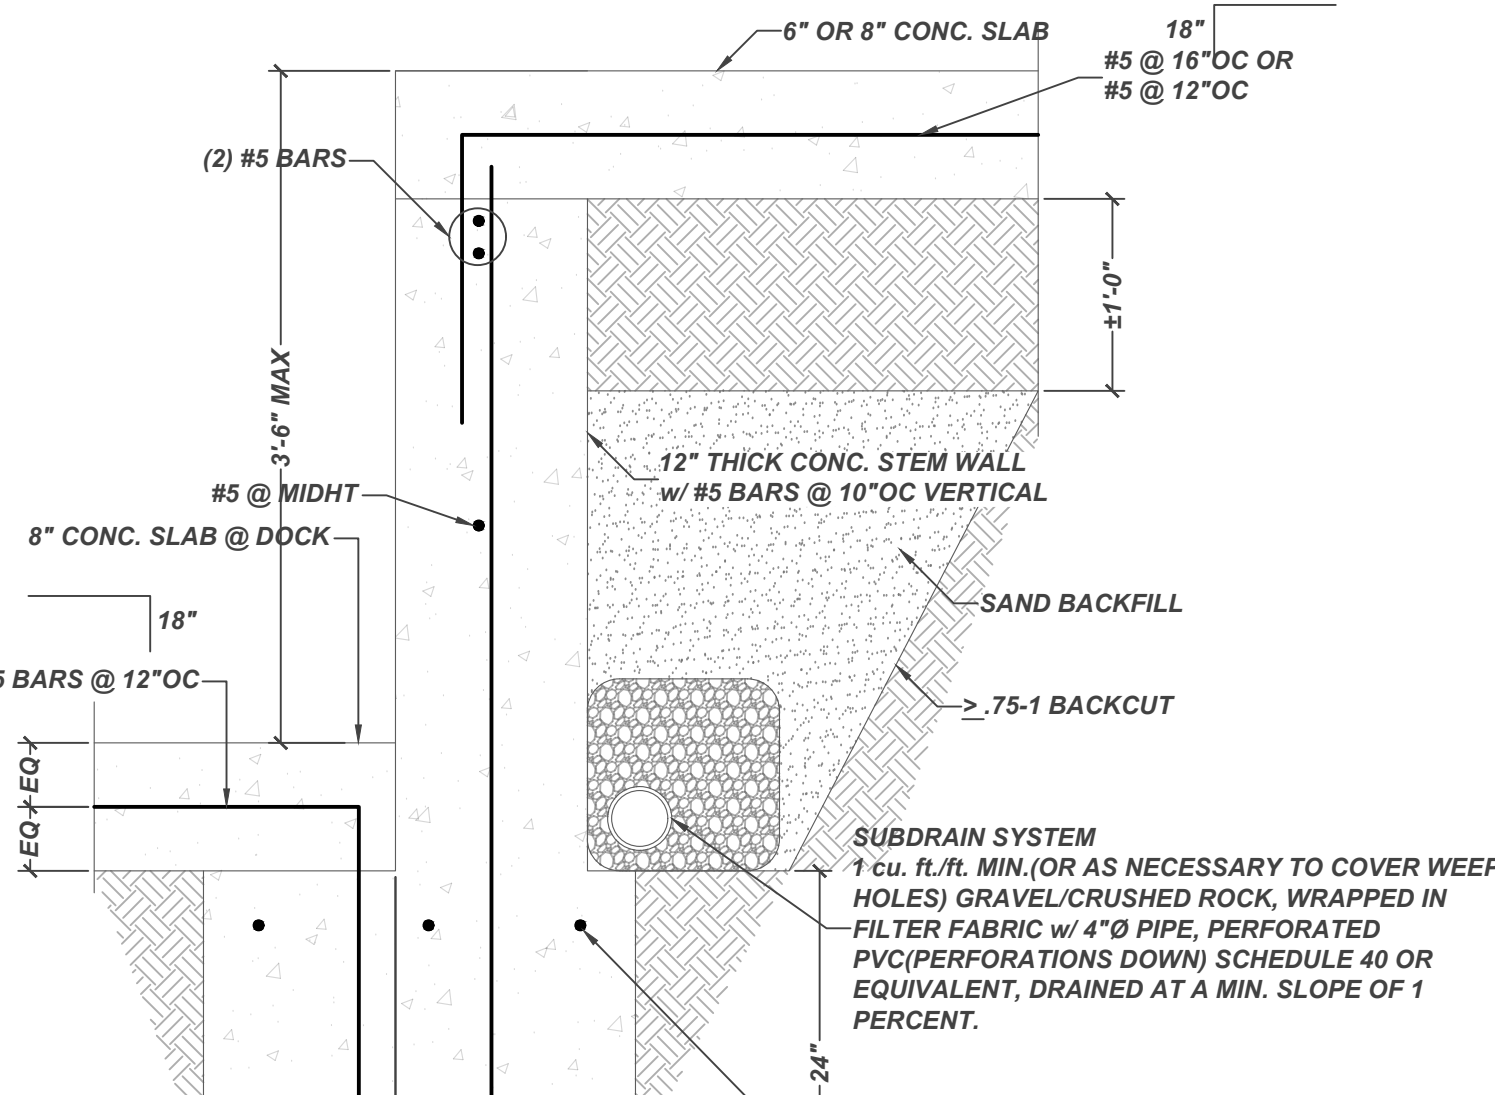 6" OR 8" CONC. SLAB
18"
#5 @ 16"OC OR
#5 @ 12"OC
(2) #5 BARS
±1'-0"
3'-6" MAX
12" THICK CONC. STEM WALL
w/ #5 BARS @ 10"OC VERTICAL
#5 @ MIDHT
8" CONC. SLAB @ DOCK
SAND BACKFILL
18"
5 BARS @ 12"OC
≥ .75-1 BACKCUT
EQ
EQ
SUBDRAIN SYSTEM
1 cu. ft./ft. MIN.(OR AS NECESSARY TO COVER WEEP
HOLES) GRAVEL/CRUSHED ROCK, WRAPPED IN
FILTER FABRIC w/ 4"Ø PIPE, PERFORATED
PVC(PERFORATIONS DOWN) SCHEDULE 40 OR
EQUIVALENT, DRAINED AT A MIN. SLOPE OF 1
PERCENT.
24"